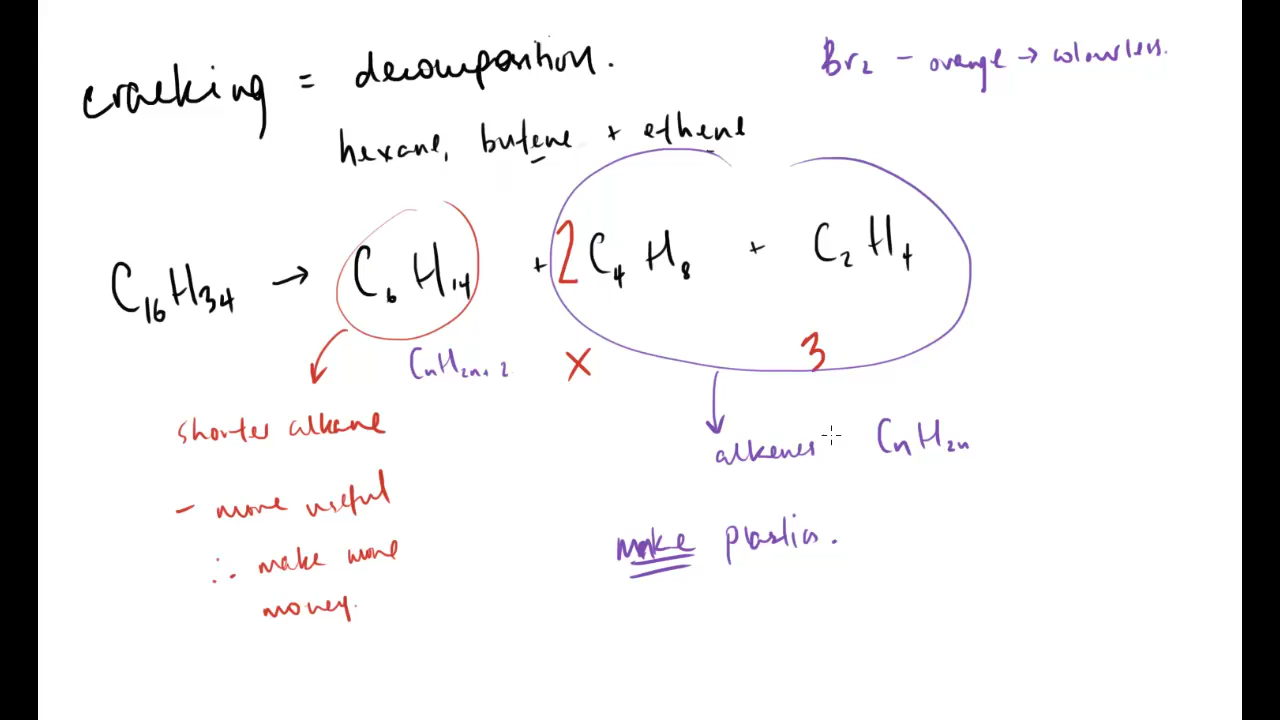 cracking = decomposition.
Br₂ - orange → colourless.
hexane, butene + ethene
C₁₆H₃₄ → C₆H₁₄ + 2C₄H₈ + C₂H₄
3
CₙH₂ₙ₊₂ X
shorter alkane
alkenes CₙH₂ₙ
- more useful
make plastics.
∴ make more
money.